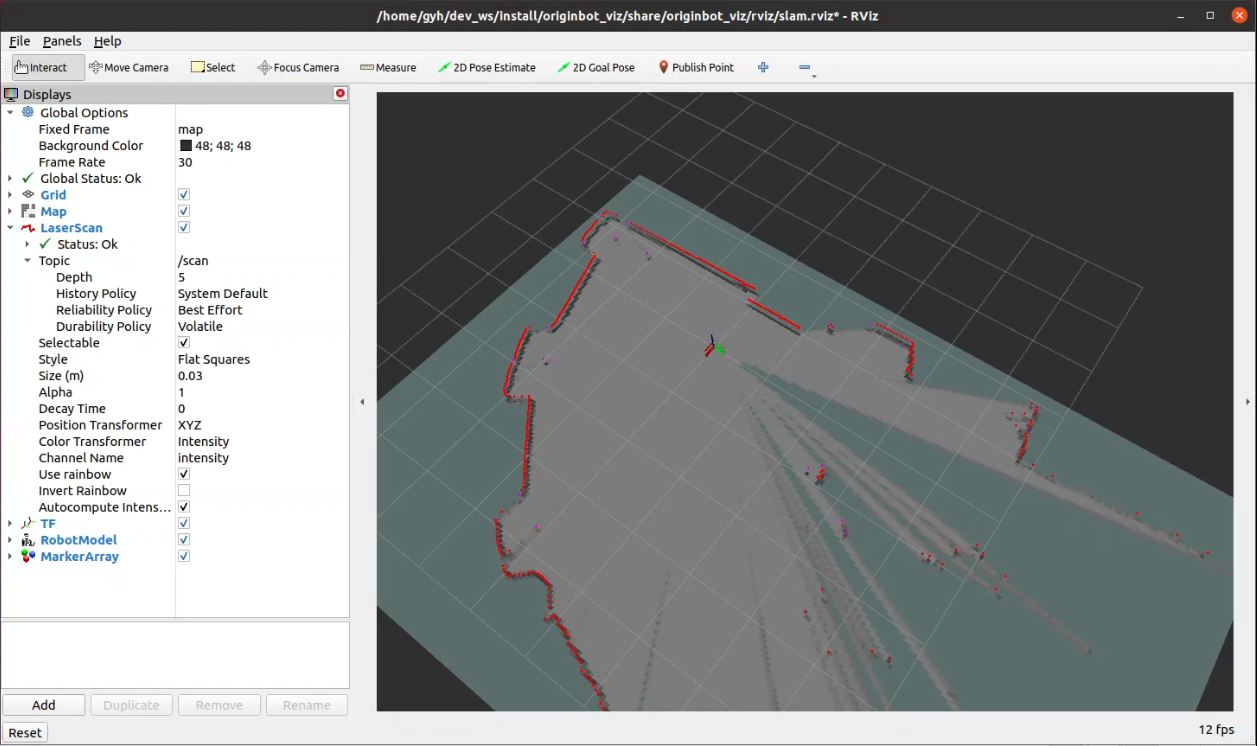 /home/gyh/dev_ws/install/originbot_viz/share/originbot_viz/rviz/slam.rviz* - RViz
File Panels Help
Interact Move Camera Select Focus Camera Measure 2D Pose Estimate 2D Goal Pose Publish Point
Displays
Global Options
Fixed Frame map
Background Color 48; 48; 48
Frame Rate 30
Global Status: Ok
Grid
Map
LaserScan
Status: Ok
Topic /scan
Depth 5
History Policy System Default
Reliability Policy Best Effort
Durability Policy Volatile
Selectable
Style Flat Squares
Size (m) 0.03
Alpha 1
Decay Time 0
Position Transformer XYZ
Color Transformer Intensity
Channel Name intensity
Use rainbow
Invert Rainbow
Autocompute Intens...
TF
RobotModel
MarkerArray
Add Duplicate Remove Rename
Reset 12 fps